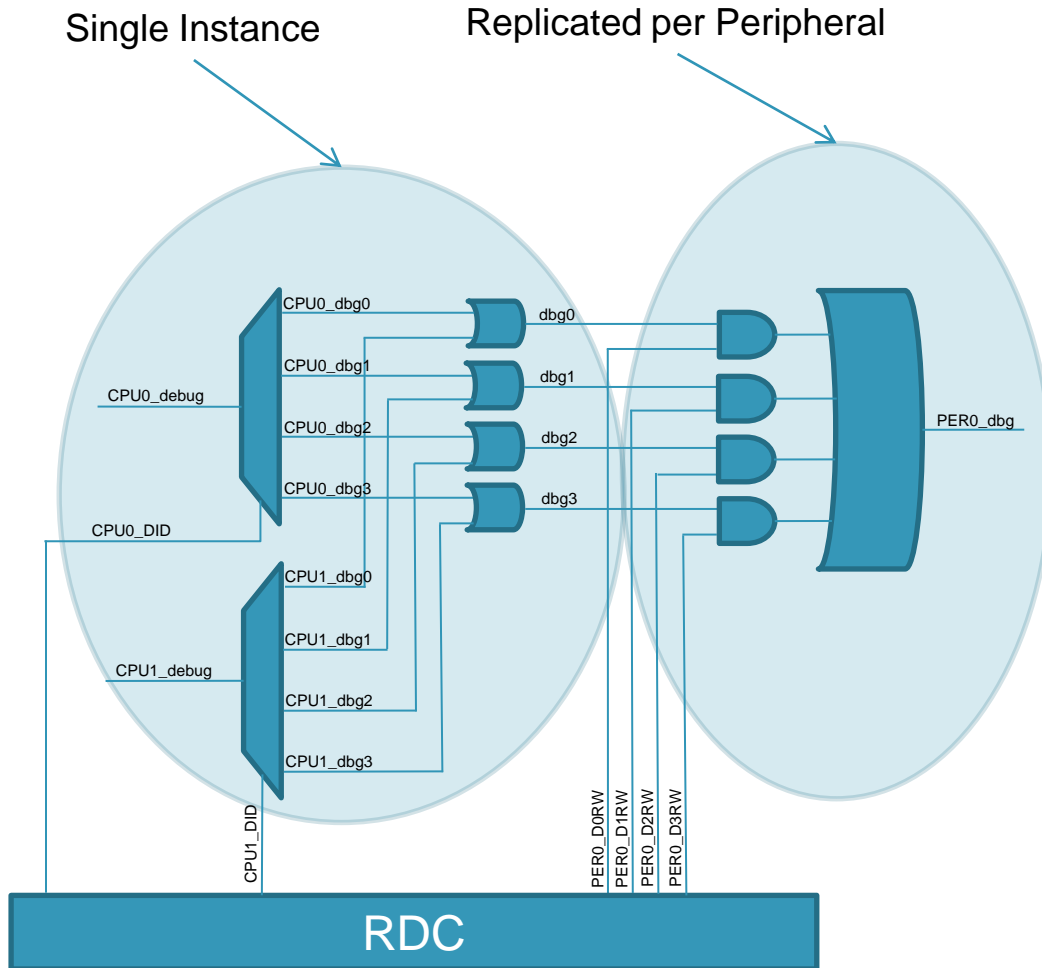 Single Instance
Replicated per Peripheral
CPU0_dbg0
dbg0
CPU0_dbg1
dbg1
CPU0_debug
PER0_dbg
CPU0_dbg2
dbg2
CPU0_dbg3
dbg3
CPU0_DID
CPU1_dbg0
CPU1_dbg1
CPU1_debug
CPU1_dbg2
CPU1_dbg3
CPU1_DID
PER0_D0RW
PER0_D1RW
PER0_D2RW
PER0_D3RW
RDC